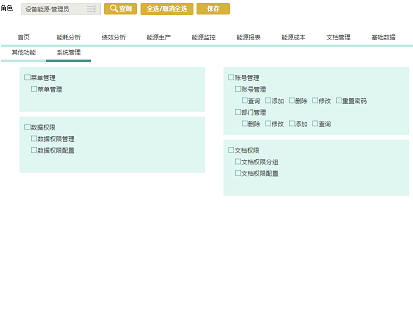 角色 设备能源-管理员 查询 全选/取消全选 保存
首页 能耗分析 绩效分析 能源生产 能源监控 能源报表 能源成本 文档管理 基础数据
其他功能 系统管理
菜单管理
菜单管理
数据权限
数据权限管理
数据权限配置
账号管理
账号管理
查询 添加 删除 修改 重置密码
部门管理
删除 修改 添加 查询
文档权限
文档权限分组
文档权限配置